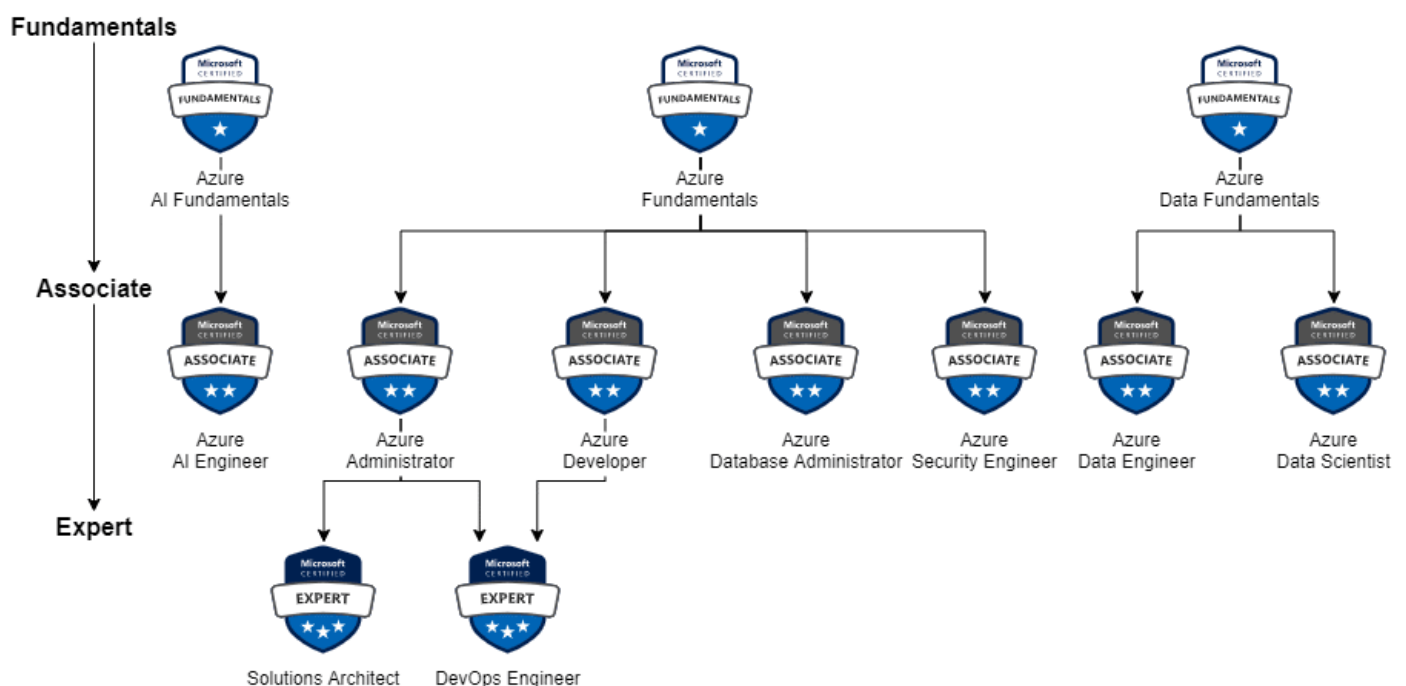 Fundamentals
Microsoft
CERTIFIED
FUNDAMENTALS
Azure
AI Fundamentals
Microsoft
CERTIFIED
FUNDAMENTALS
Azure
Fundamentals
Microsoft
CERTIFIED
FUNDAMENTALS
Azure
Data Fundamentals
Associate
Microsoft
CERTIFIED
ASSOCIATE
Azure
AI Engineer
Microsoft
CERTIFIED
ASSOCIATE
Azure
Administrator
Microsoft
CERTIFIED
ASSOCIATE
Azure
Developer
Microsoft
CERTIFIED
ASSOCIATE
Azure
Database Administrator
Microsoft
CERTIFIED
ASSOCIATE
Azure
Security Engineer
Microsoft
CERTIFIED
ASSOCIATE
Azure
Data Engineer
Microsoft
CERTIFIED
ASSOCIATE
Azure
Data Scientist
Expert
Microsoft
CERTIFIED
EXPERT
Solutions Architect
Microsoft
CERTIFIED
EXPERT
DevOps Engineer